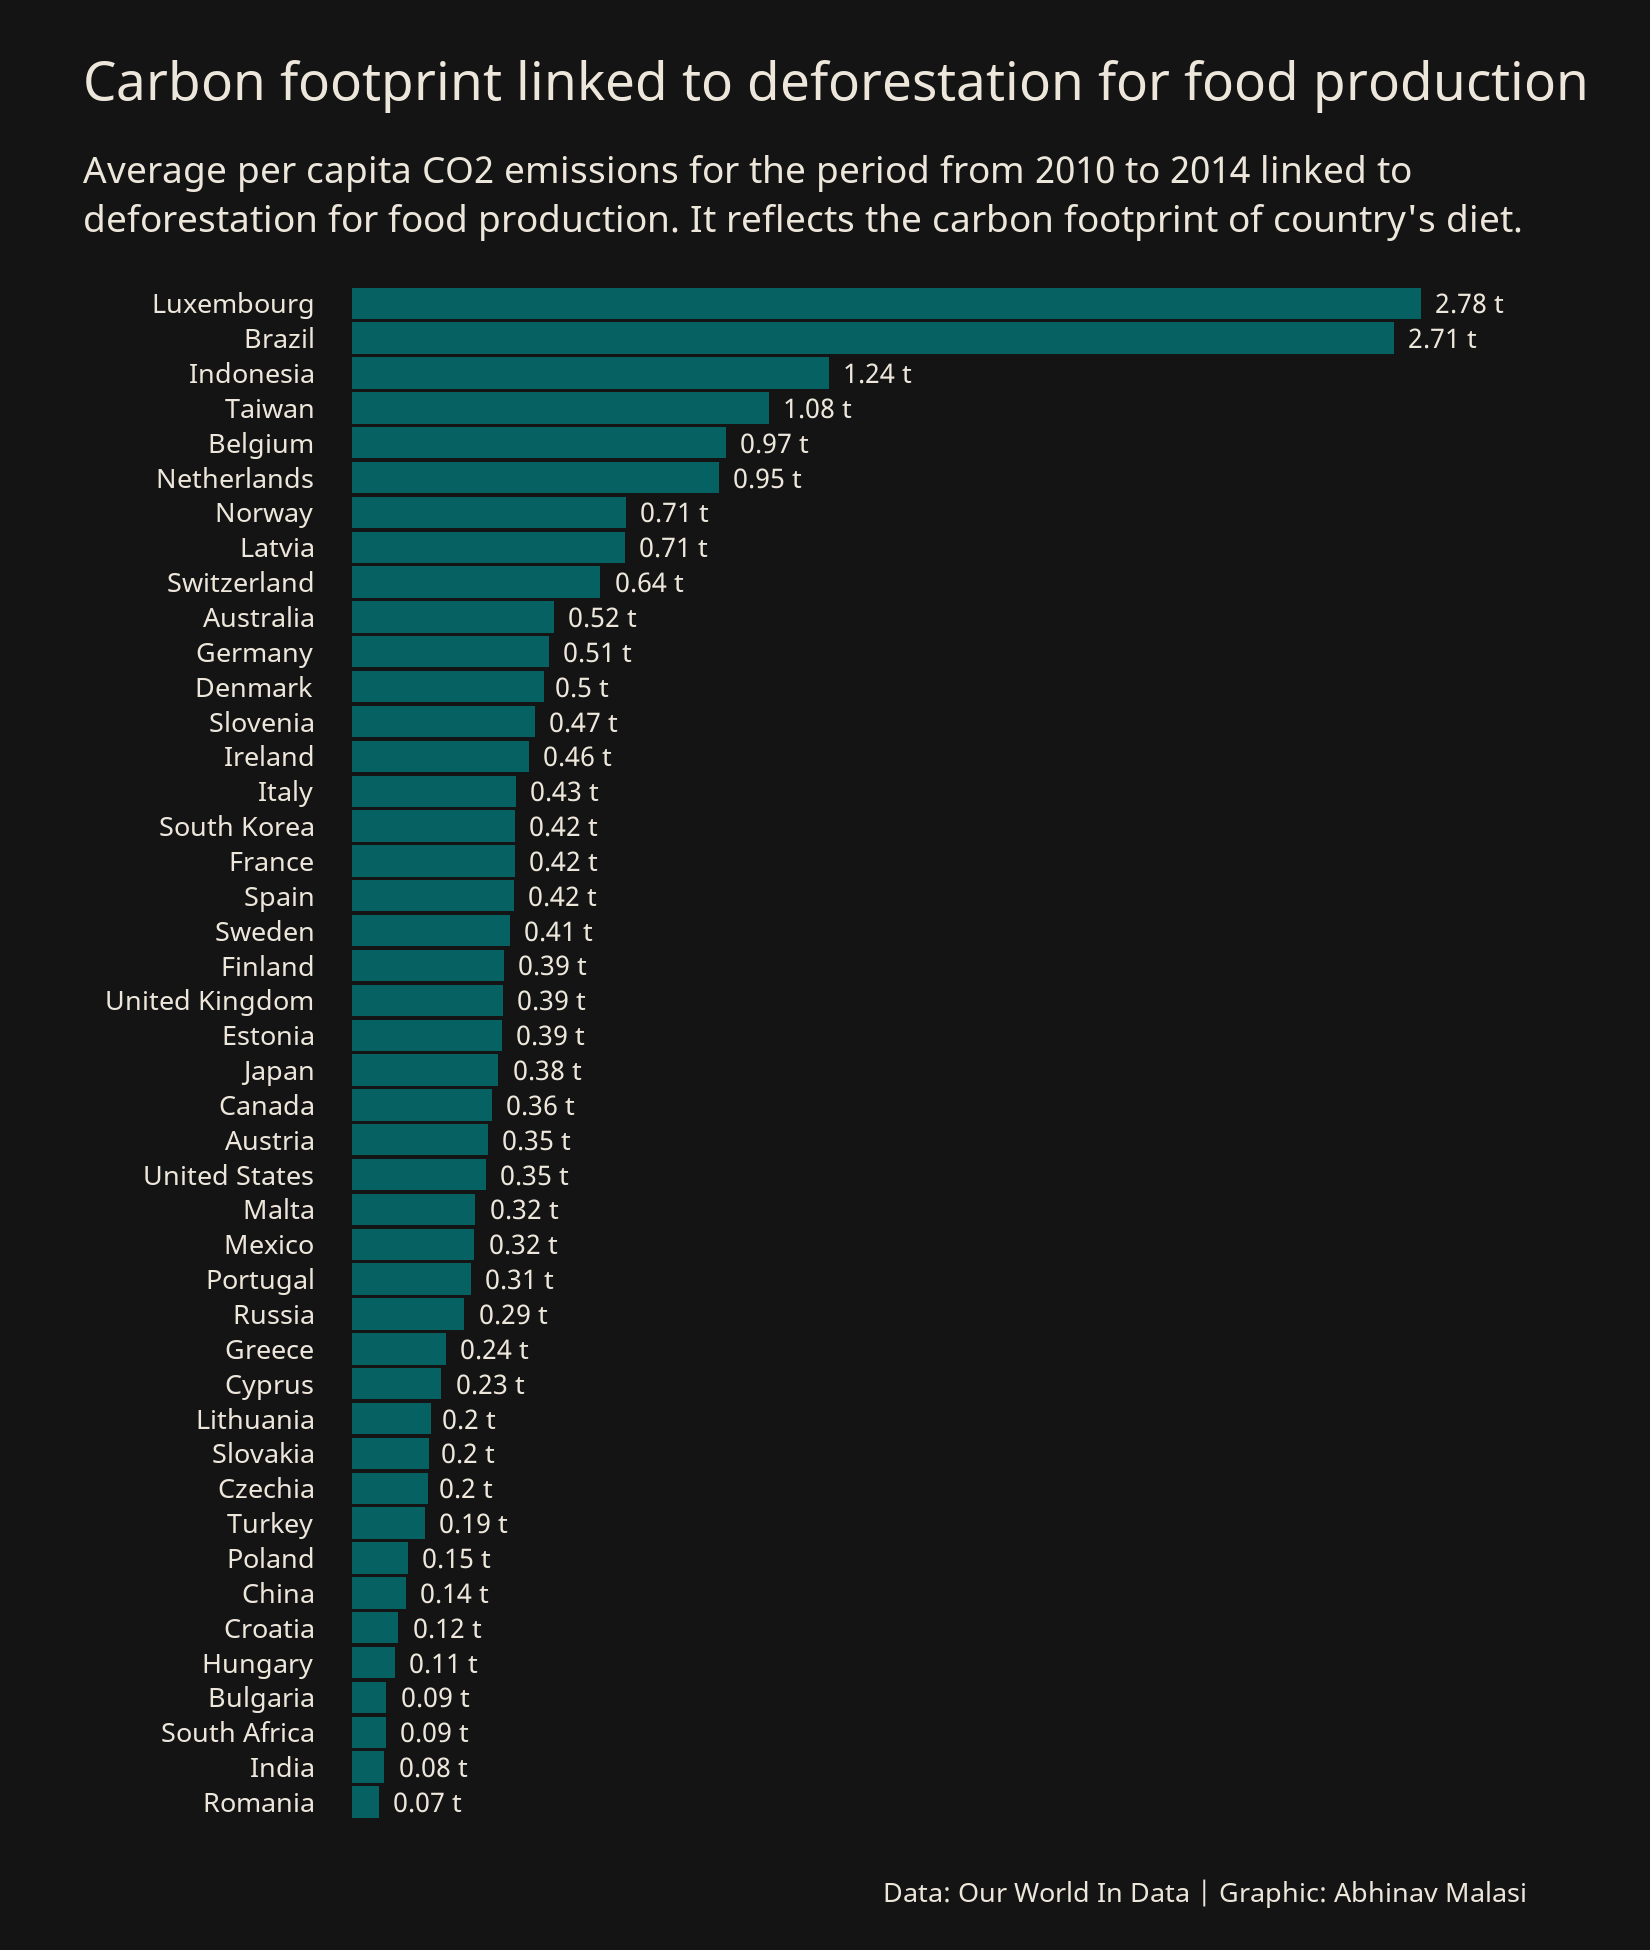 Carbon footprint linked to deforestation for food production
Average per capita CO2 emissions for the period from 2010 to 2014 linked to
deforestation for food production. It reflects the carbon footprint of country's diet.
Luxembourg 2.78 t
Brazil 2.71 t
Indonesia 1.24 t
Taiwan 1.08 t
Belgium 0.97 t
Netherlands 0.95 t
Norway 0.71 t
Latvia 0.71 t
Switzerland 0.64 t
Australia 0.52 t
Germany 0.51 t
Denmark 0.5 t
Slovenia 0.47 t
Ireland 0.46 t
Italy 0.43 t
South Korea 0.42 t
France 0.42 t
Spain 0.42 t
Sweden 0.41 t
Finland 0.39 t
United Kingdom 0.39 t
Estonia 0.39 t
Japan 0.38 t
Canada 0.36 t
Austria 0.35 t
United States 0.35 t
Malta 0.32 t
Mexico 0.32 t
Portugal 0.31 t
Russia 0.29 t
Greece 0.24 t
Cyprus 0.23 t
Lithuania 0.2 t
Slovakia 0.2 t
Czechia 0.2 t
Turkey 0.19 t
Poland 0.15 t
China 0.14 t
Croatia 0.12 t
Hungary 0.11 t
Bulgaria 0.09 t
South Africa 0.09 t
India 0.08 t
Romania 0.07 t
Data: Our World In Data | Graphic: Abhinav Malasi